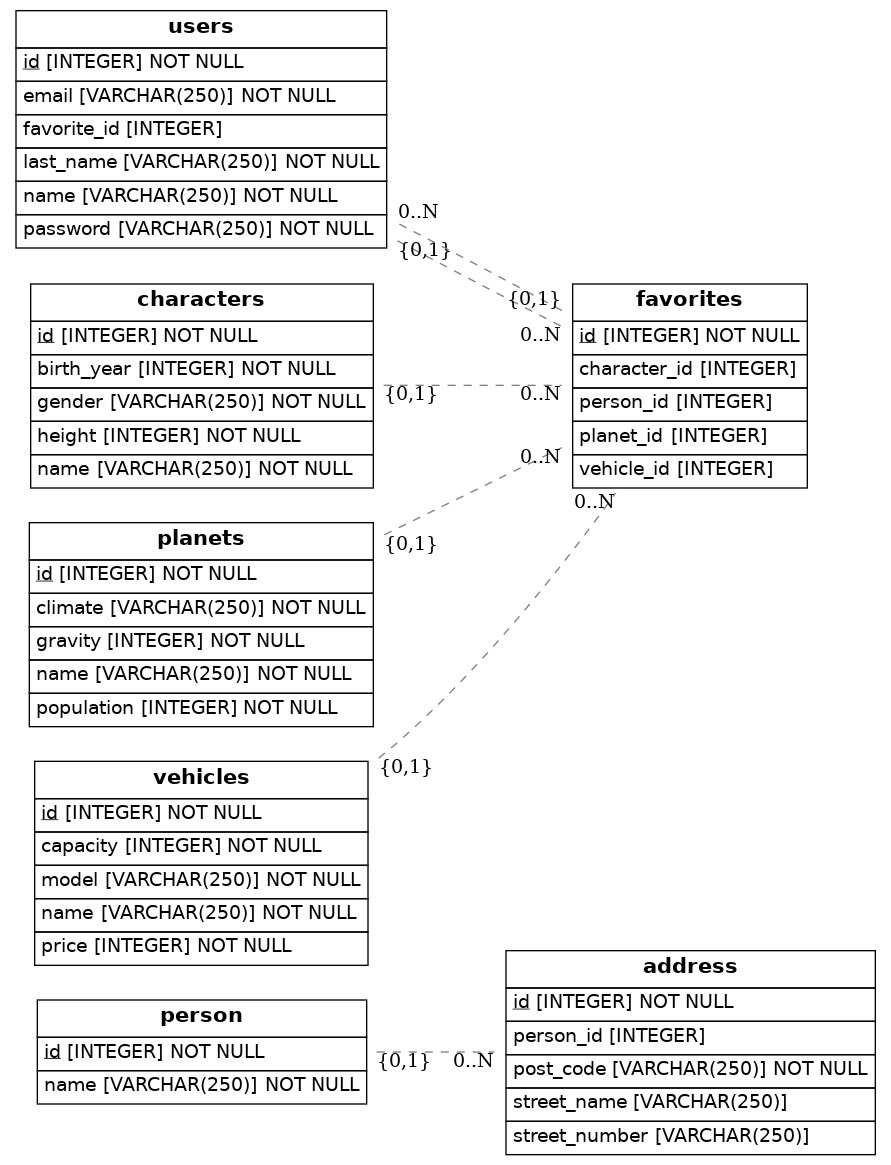 users
id [INTEGER] NOT NULL
email [VARCHAR(250)] NOT NULL
favorite_id [INTEGER]
last_name [VARCHAR(250)] NOT NULL
name [VARCHAR(250)] NOT NULL
password [VARCHAR(250)] NOT NULL
0..N
{0,1}
{0,1}
0..N
characters
id [INTEGER] NOT NULL
birth_year [INTEGER] NOT NULL
gender [VARCHAR(250)] NOT NULL
height [INTEGER] NOT NULL
name [VARCHAR(250)] NOT NULL
{0,1}
0..N
favorites
id [INTEGER] NOT NULL
character_id [INTEGER]
person_id [INTEGER]
planet_id [INTEGER]
vehicle_id [INTEGER]
0..N
0..N
planets
id [INTEGER] NOT NULL
climate [VARCHAR(250)] NOT NULL
gravity [INTEGER] NOT NULL
name [VARCHAR(250)] NOT NULL
population [INTEGER] NOT NULL
{0,1}
vehicles
id [INTEGER] NOT NULL
capacity [INTEGER] NOT NULL
model [VARCHAR(250)] NOT NULL
name [VARCHAR(250)] NOT NULL
price [INTEGER] NOT NULL
{0,1}
person
id [INTEGER] NOT NULL
name [VARCHAR(250)] NOT NULL
{0,1}
0..N
address
id [INTEGER] NOT NULL
person_id [INTEGER]
post_code [VARCHAR(250)] NOT NULL
street_name [VARCHAR(250)]
street_number [VARCHAR(250)]